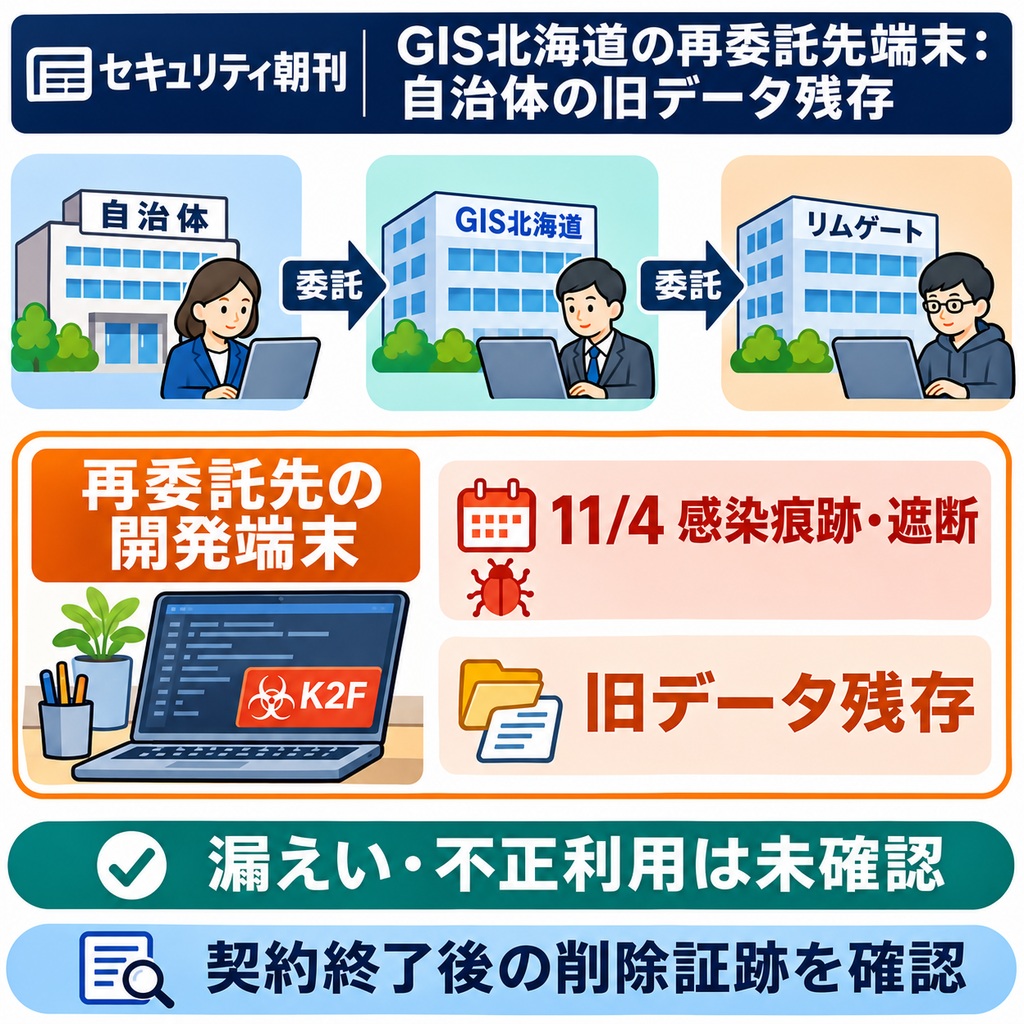 セキュリティ朝刊
GIS北海道の再委託先端末：
自治体の旧データ残存
自治体
委託
GIS北海道
委託
リムゲート
再委託先の
開発端末
K2F
11/4 感染痕跡・遮断
旧データ残存
漏えい・不正利用は未確認
契約終了後の削除証跡を確認